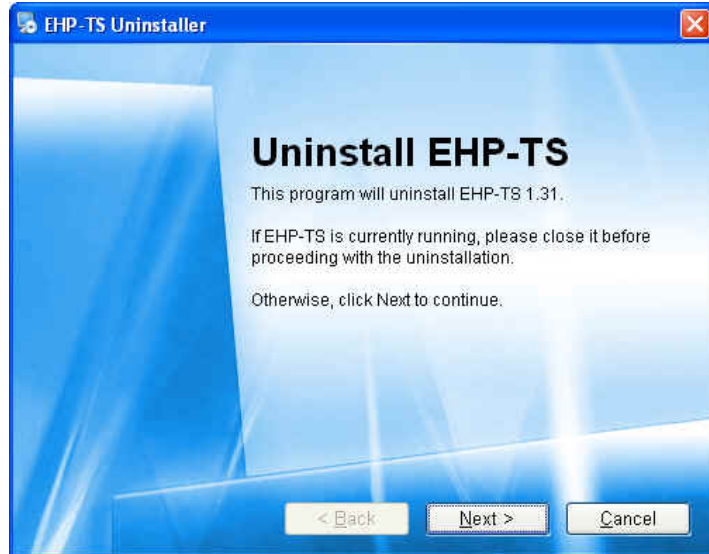 EHP-TS Uninstaller
Uninstall EHP-TS
This program will uninstall EHP-TS 1.31.
If EHP-TS is currently running, please close it before
proceeding with the uninstallation.
Otherwise, click Next to continue.
< Back
Next >
Cancel